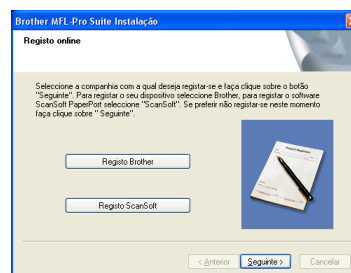 Brother MFL-Pro Suite Instalação
Registo online
Seleccione a companhia com a qual deseja registar-se e faça clique sobre o botão
"Seguinte". Para registar o seu dispositivo seleccione Brother, para registar o software
ScanSoft PaperPort seleccione "ScanSoft". Se preferir não registar-se neste momento
faça clique sobre " Seguinte".
Registo Brother
Registo ScanSoft
< Anterior
Seguinte >
Cancelar